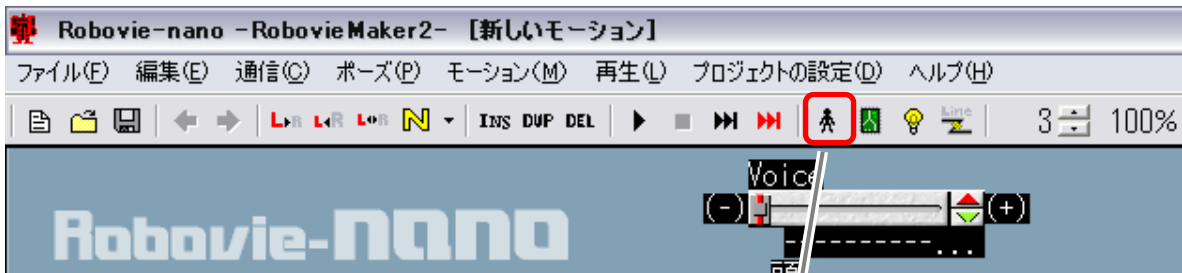 Robovie-nano -RobovieMaker2- [新しいモーション]
ファイル(F) 編集(E) 通信(C) ポーズ(P) モーション(M) 再生(L) プロジェクトの設定(D) ヘルプ(H)
L▸R L◂R L↔R N INS DUP DEL Line 3 100%
Voice
(-) (+)
Robovie-nano
-----------...
頭